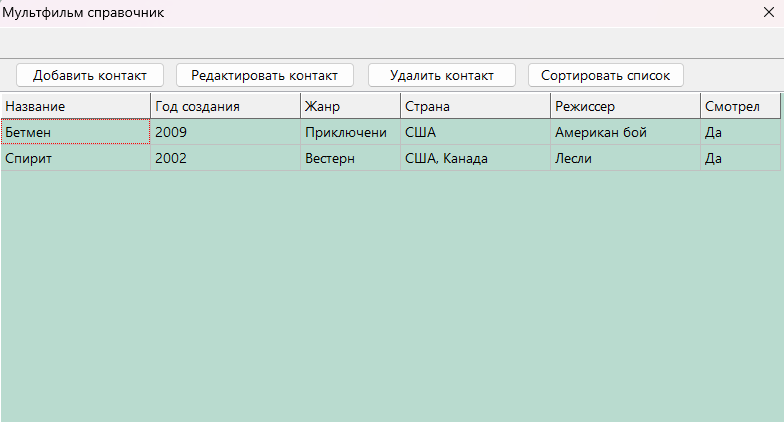 Мультфильм справочник
Добавить контакт Редактировать контакт Удалить контакт Сортировать список
Название Год создания Жанр Страна Режиссер Смотрел
Бетмен 2009 Приключени США Американ бой Да
Спирит 2002 Вестерн США, Канада Лесли Да